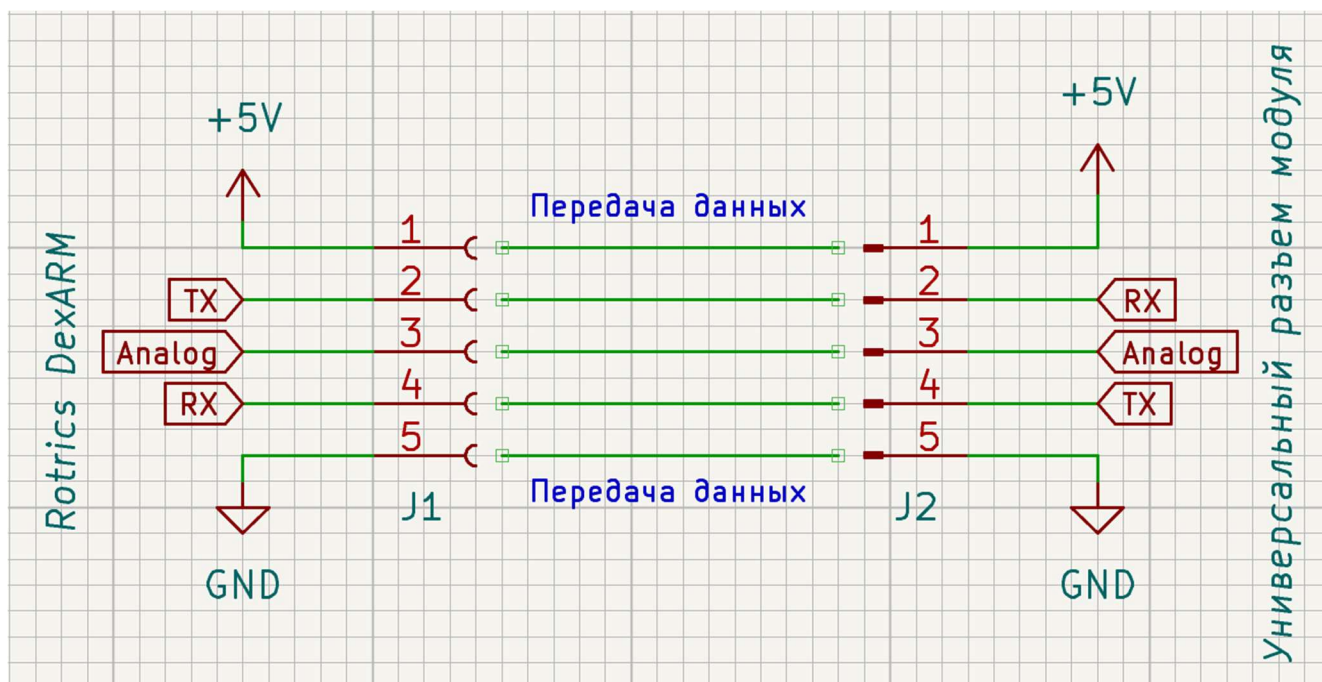 Rotrics DexARM
+5V
1
TX
2
Analog
3
RX
4
5
J1
GND
Передача данных
Передача данных
+5V
1
2
RX
3
Analog
4
TX
5
J2
GND
Универсальный разъем модуля